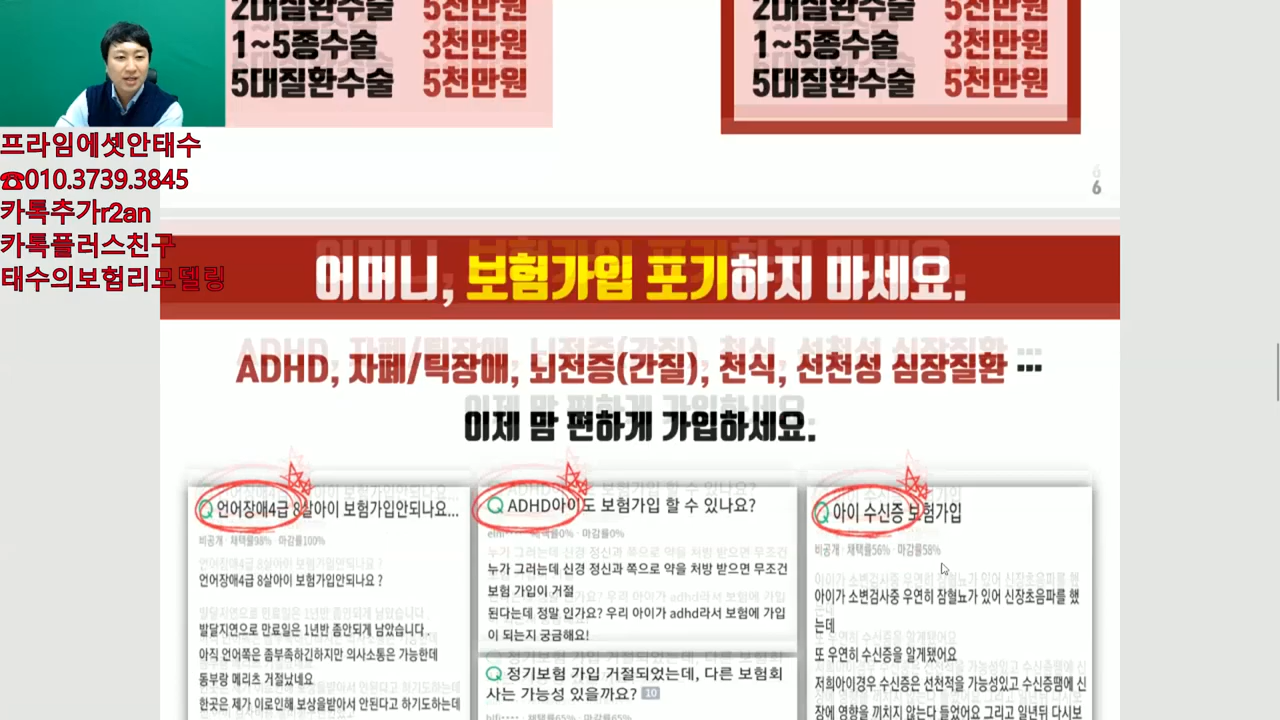 2대질환수술 5천만원
1~5종수술 3천만원
5대질환수술 5천만원
2대질환수술 5천만원
1~5종수술 3천만원
5대질환수술 5천만원
프라임에셋안태수
☎010.3739.3845
카톡추가r2an
카톡플러스친구
태수의보험리모델링
6
어머니, 보험가입 포기하지 마세요.
ADHD, 자폐/틱장애, 뇌전증(간질), 천식, 선천성 심장질환 ···
이제 맘 편하게 가입하세요.
Q 언어장애4급 8살아이 보험가입안되나요...
비공개 · 채택률98% · 마감률100%
언어장애4급 8살아이 보험가입안되나요 ?
발달지연으로 만료일은 1년반 좀안되게 남았습니다 .
아직 언어쪽은 좀부족하긴하지만 의사소통은 가능한데
동부랑 메리츠 거절났네요
한곳은 제가 이로인해 보상을받아서 안된다고 하기도하는데
Q ADHD아이도 보험가입 할 수 있나요?
채택률0% · 마감률0%
누가 그러는데 신경 정신과 쪽으로 약을 처방 받으면 무조건
보험 가입이 거절
된다는데 정말 인가요? 우리 아이가 adhd라서 보험에 가입
이 되는지 궁금해요!
Q 정기보험 가입 거절되었는데, 다른 보험회
사는 가능성 있을까요? 10
채택률65% · 마감률65%
Q 아이 수신증 보험가입
비공개 · 채택률56% · 마감률58%
아이가 소변검사중 우연히 잠혈뇨가 있어 신장초음파를 했
는데
또 우연히 수신증을 알게됐어요
저희아이경우 수신증은 선천적을 가능성있고 수신증땜에 신
장에 영향을 끼치지 않는다 들었어요 그리고 일년뒤 다시보